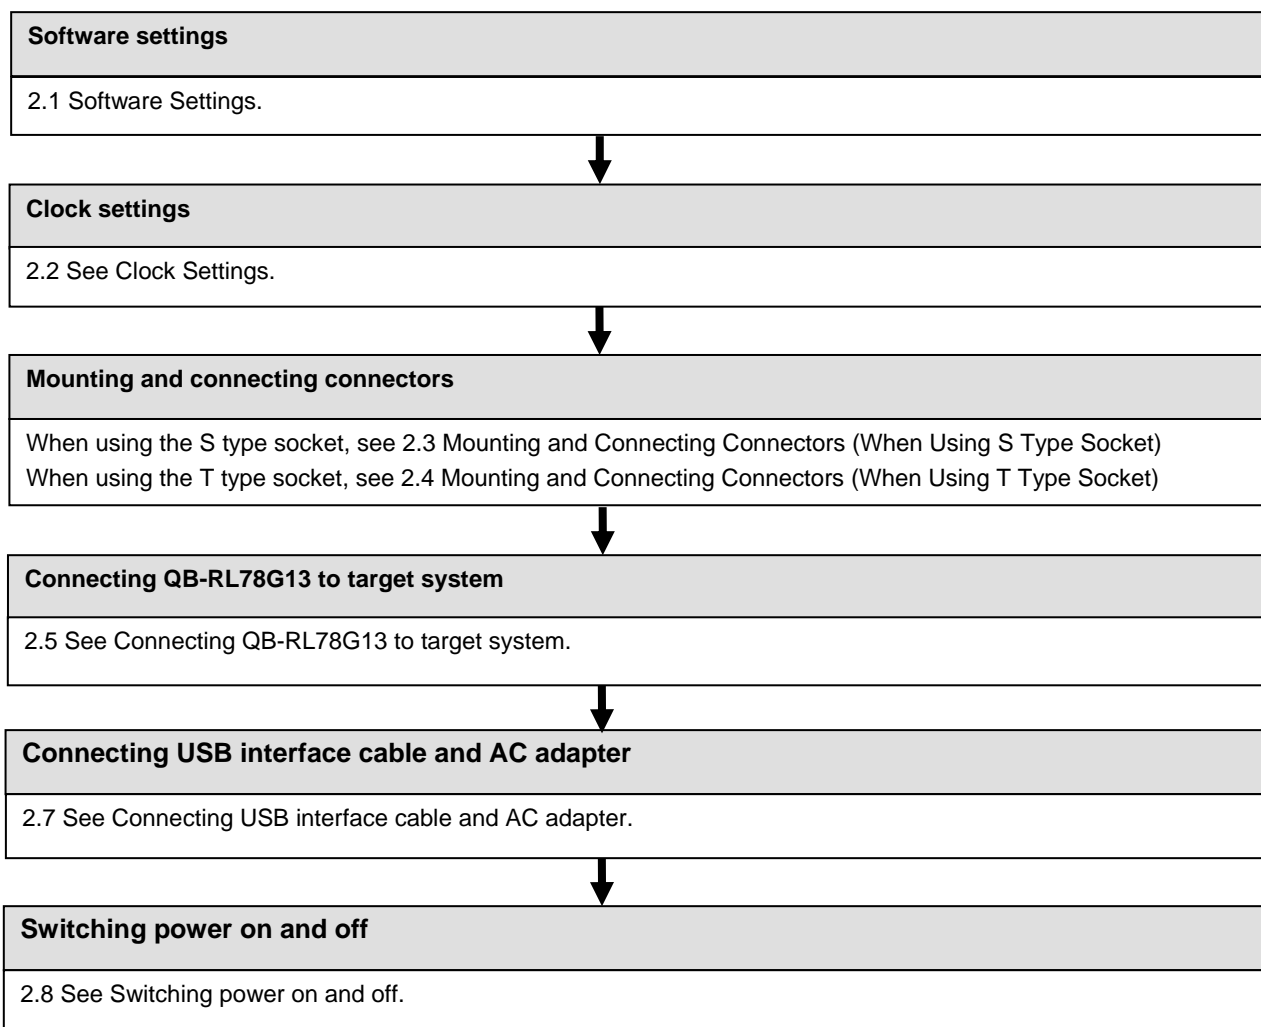 Software settings
2.1 Software Settings.
Clock settings
2.2 See Clock Settings.
Mounting and connecting connectors
When using the S type socket, see 2.3 Mounting and Connecting Connectors (When Using S Type Socket)
When using the T type socket, see 2.4 Mounting and Connecting Connectors (When Using T Type Socket)
Connecting QB-RL78G13 to target system
2.5 See Connecting QB-RL78G13 to target system.
Connecting USB interface cable and AC adapter
2.7 See Connecting USB interface cable and AC adapter.
Switching power on and off
2.8 See Switching power on and off.